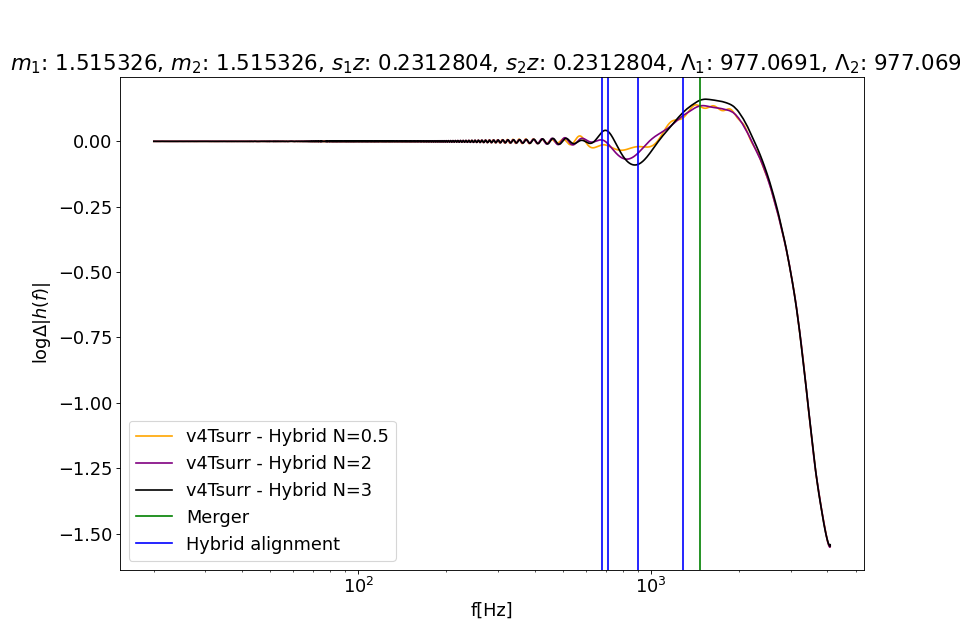 m₁: 1.515326, m₂: 1.515326, s₁z: 0.2312804, s₂z: 0.2312804, Λ₁: 977.0691, Λ₂: 977.069
0.00
−0.25
−0.50
−0.75
−1.00
−1.25
−1.50
logΔ|h(f)|
v4Tsurr - Hybrid N=0.5
v4Tsurr - Hybrid N=2
v4Tsurr - Hybrid N=3
Merger
Hybrid alignment
10² 10³
f[Hz]